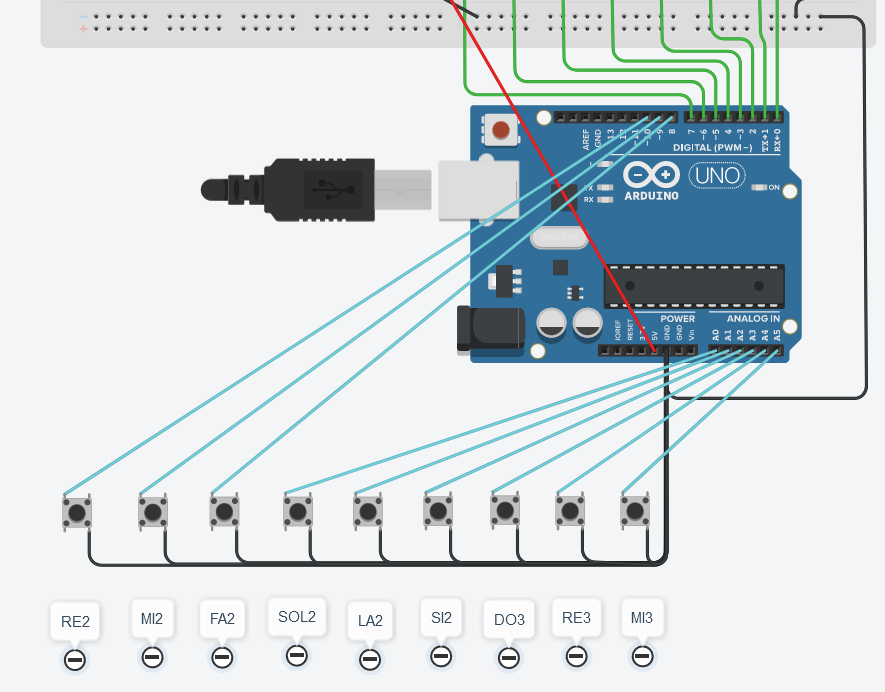 AREF
GND
13
12
~11
~10
~9
8
7
~6
~5
4
~3
2
TX→1
RX←0
DIGITAL (PWM~)
L
TX
RX
UNO
ARDUINO
ON
POWER
ANALOG IN
IOREF
RESET
3.3V
5V
GND
GND
Vin
A0
A1
A2
A3
A4
A5
RE2
MI2
FA2
SOL2
LA2
SI2
DO3
RE3
MI3